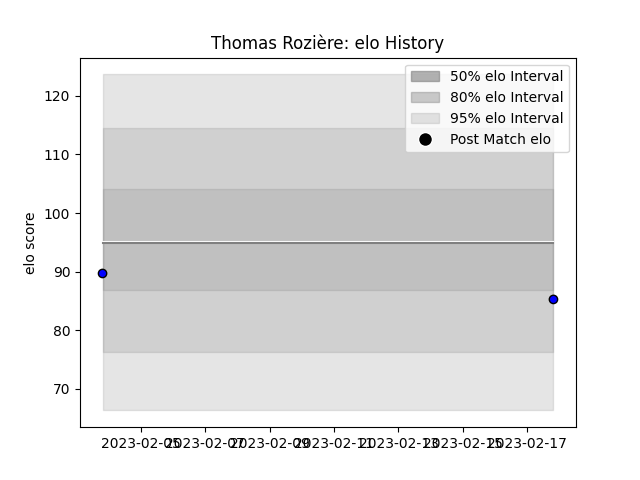 Thomas Rozière: elo History
50% elo Interval
80% elo Interval
95% elo Interval
Post Match elo
elo score
120
110
100
90
80
70
2023-02-05
2023-02-07
2023-02-09
2023-02-11
2023-02-13
2023-02-15
2023-02-17